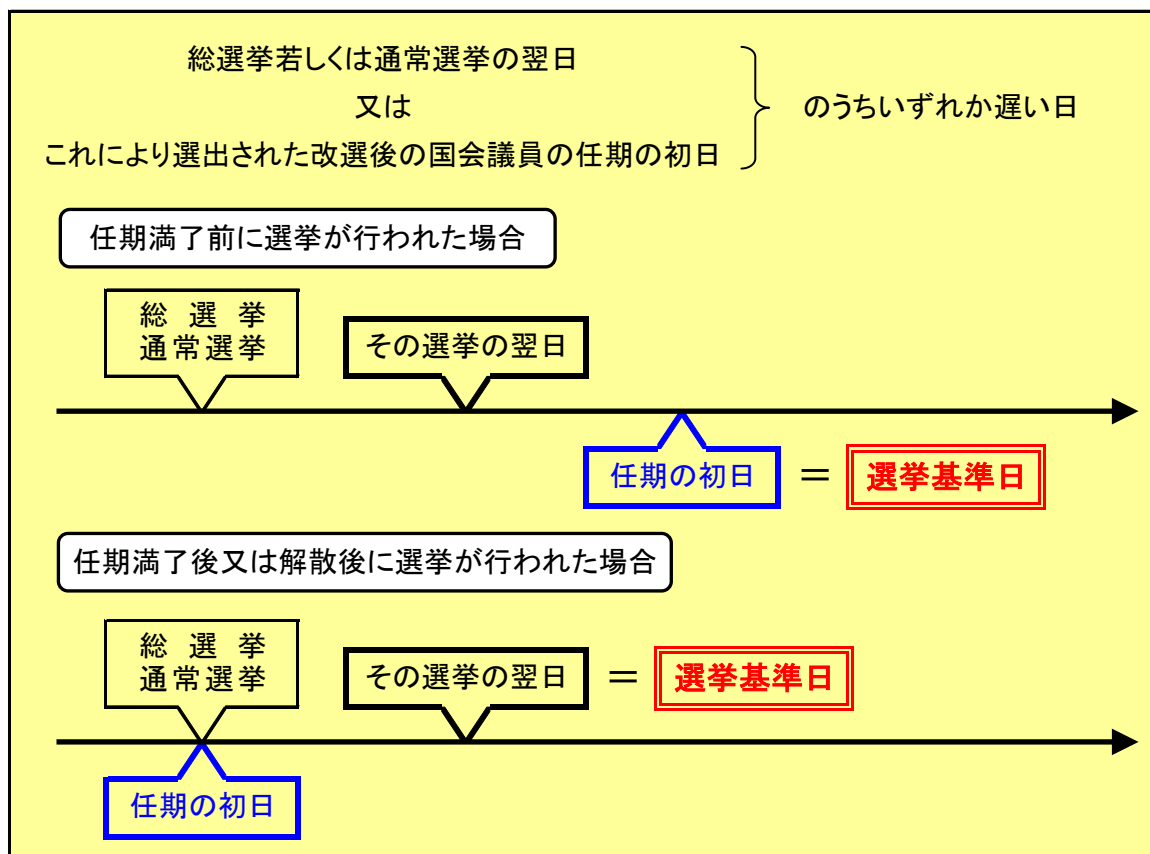 総選挙若しくは通常選挙の翌日
又は
これにより選出された改選後の国会議員の任期の初日
のうちいずれか遅い日
任期満了前に選挙が行われた場合
総選挙
通常選挙
その選挙の翌日
任期の初日 = 選挙基準日
任期満了後又は解散後に選挙が行われた場合
総選挙
通常選挙
その選挙の翌日 = 選挙基準日
任期の初日